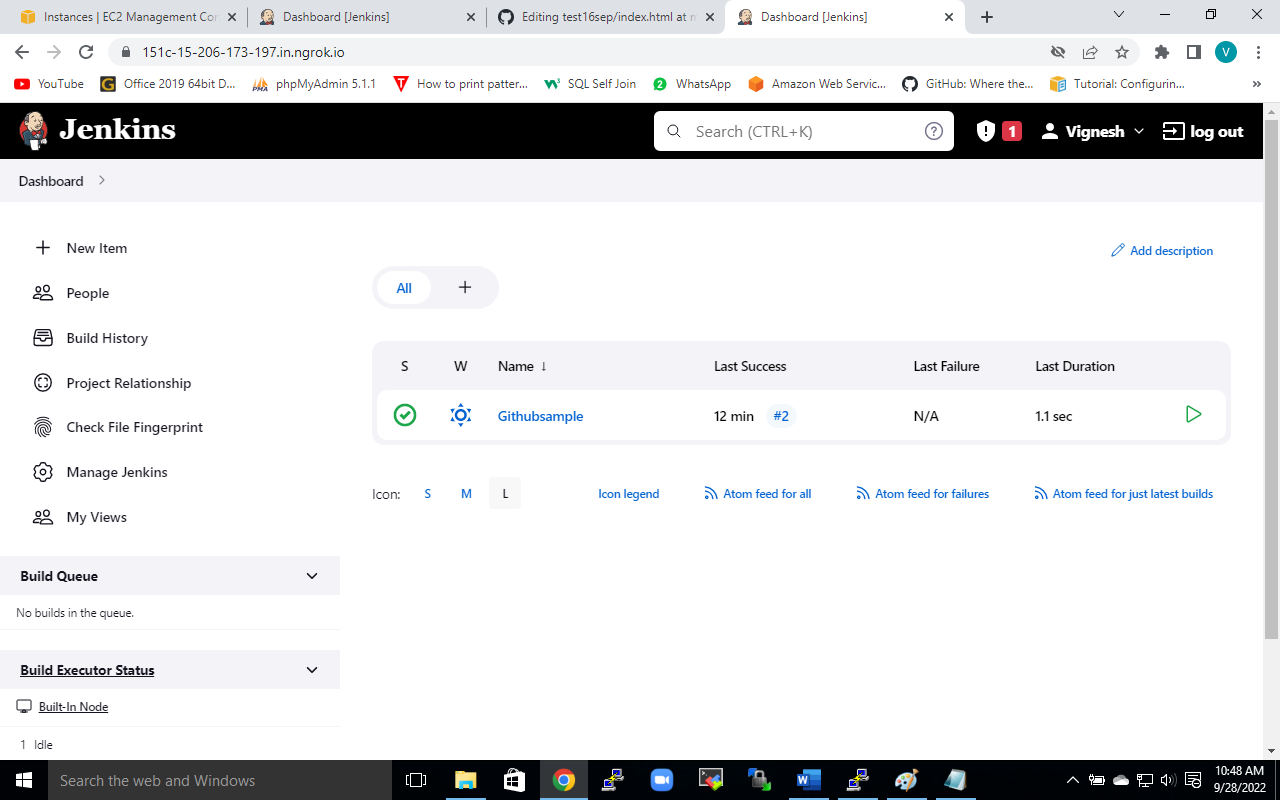 Instances | EC2 Management Con
Dashboard [Jenkins]
Editing test16sep/index.html at m
Dashboard [Jenkins]
151c-15-206-173-197.in.ngrok.io
V
YouTube
G
Office 2019 64bit D...
PMA
phpMyAdmin 5.1.1
How to print patter...
SQL Self Join
2
WhatsApp
Amazon Web Servic...
GitHub: Where the...
Tutorial: Configurin...
»
Jenkins
Search (CTRL+K)
?
1
Vignesh
log out
Dashboard
New Item
People
Build History
Project Relationship
Check File Fingerprint
Manage Jenkins
My Views
Add description
All
+
S W Name ↓ Last Success Last Failure Last Duration
Githubsample 12 min #2 N/A 1.1 sec
Icon: S M L
Icon legend
Atom feed for all
Atom feed for failures
Atom feed for just latest builds
Build Queue
No builds in the queue.
Build Executor Status
Built-In Node
1 Idle
Search the web and Windows
10:48 AM
9/28/2022